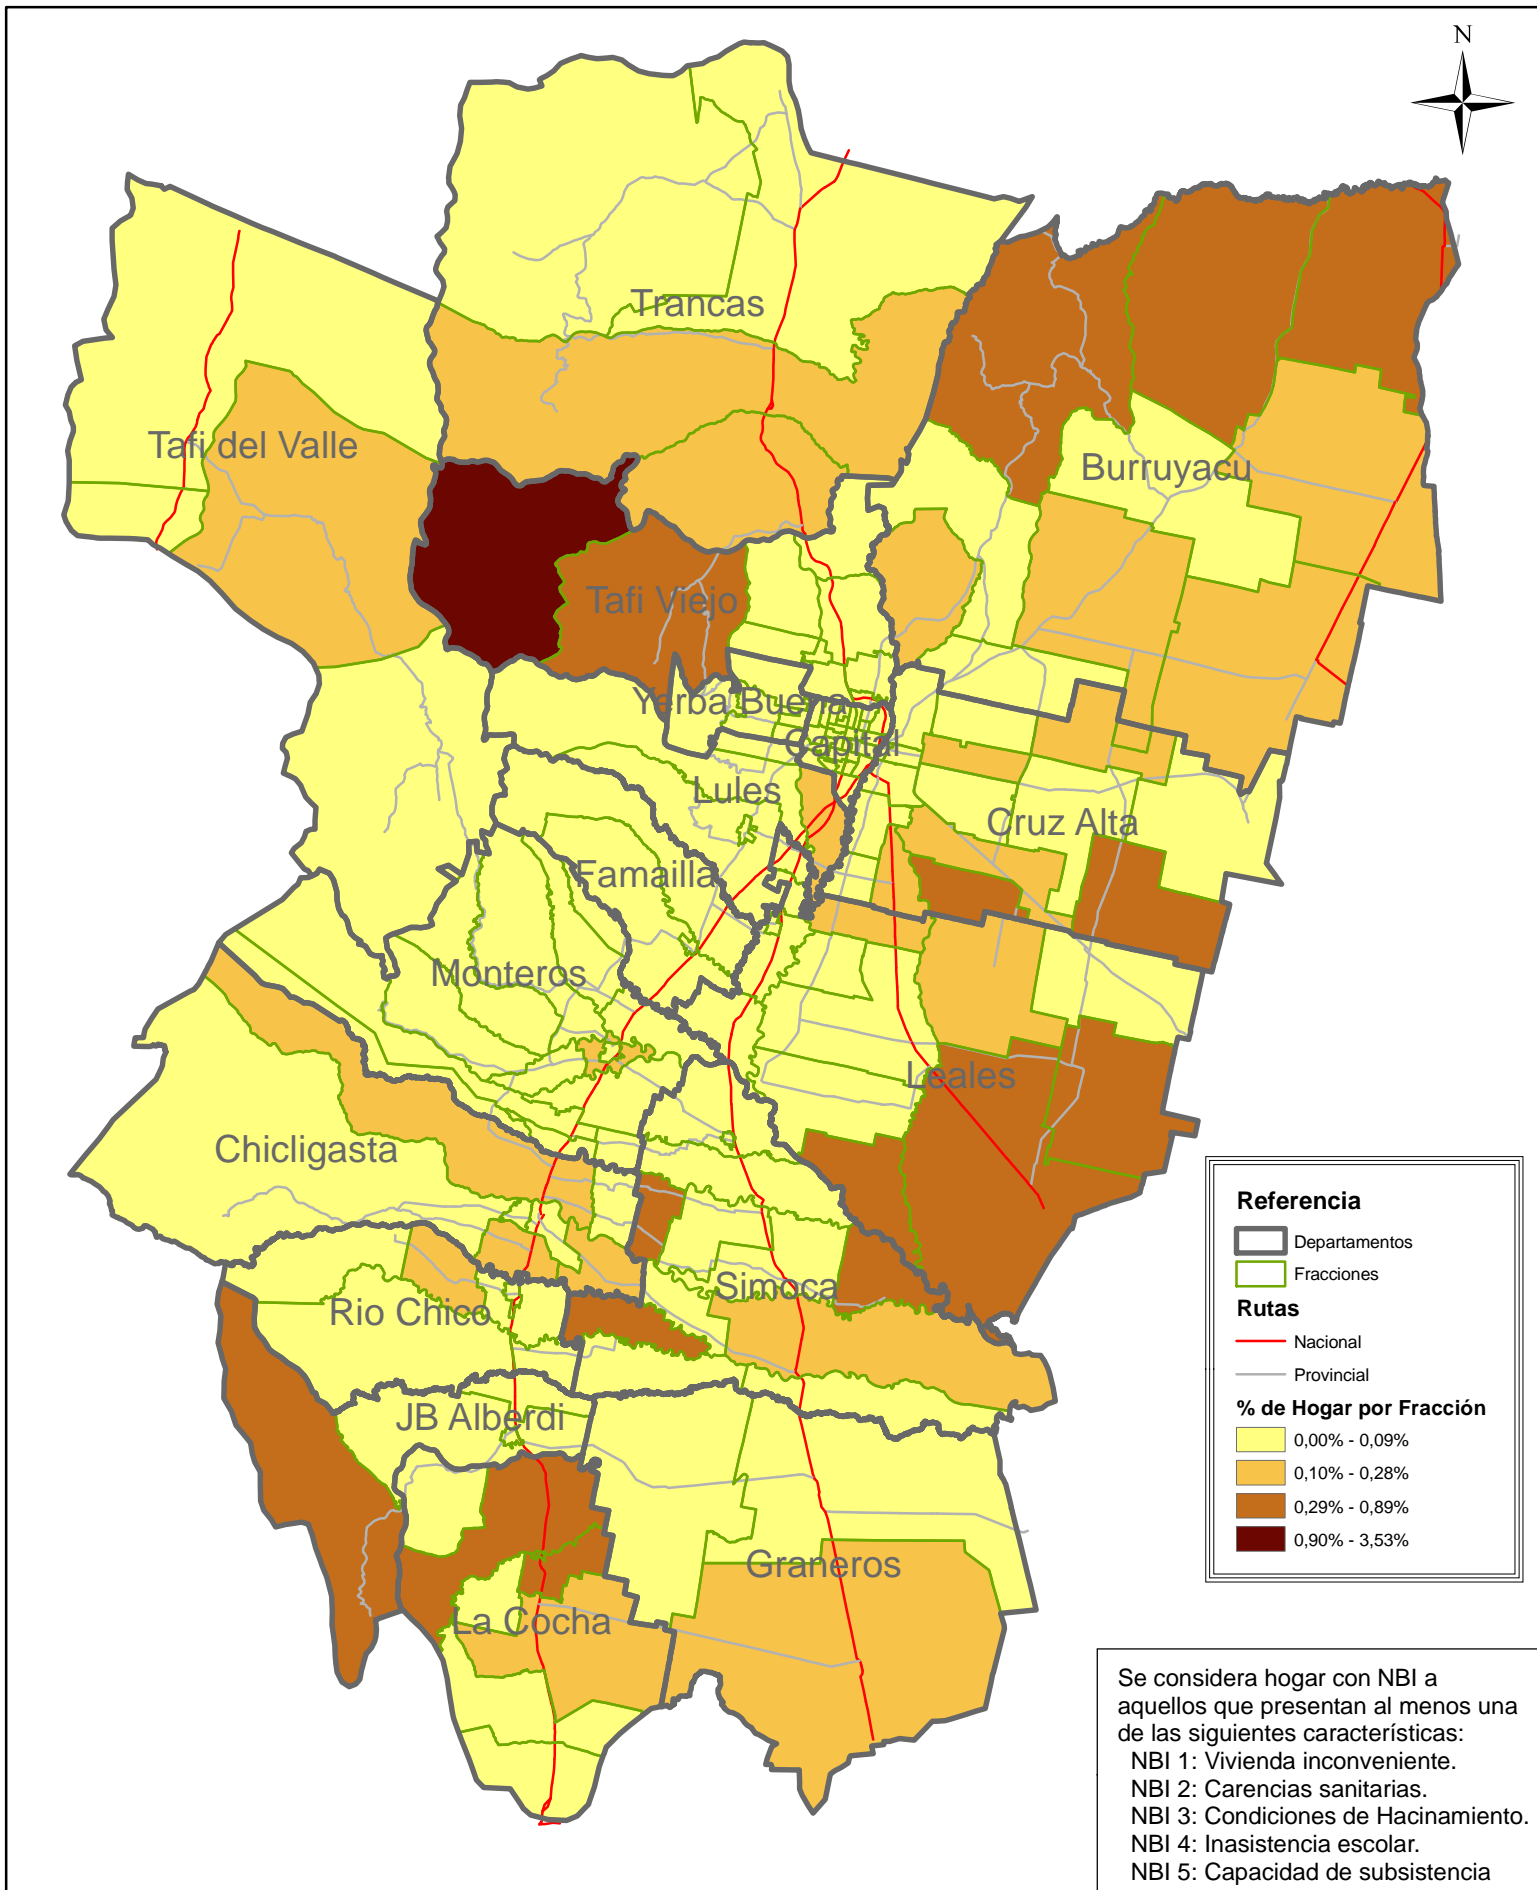 N
Trancas
Tafi del Valle
Burruyacu
Tafi Viejo
Yerba Buena
Capital
Lules
Cruz Alta
Famailla
Monteros
Leales
Chicligasta
Simoca
Rio Chico
JB Alberdi
Graneros
La Cocha
Referencia
Departamentos
Fracciones
Rutas
Nacional
Provincial
% de Hogar por Fracción
0,00% - 0,09%
0,10% - 0,28%
0,29% - 0,89%
0,90% - 3,53%
Se considera hogar con NBI a
aquellos que presentan al menos una
de las siguientes características:
NBI 1: Vivienda inconveniente.
NBI 2: Carencias sanitarias.
NBI 3: Condiciones de Hacinamiento.
NBI 4: Inasistencia escolar.
NBI 5: Capacidad de subsistencia